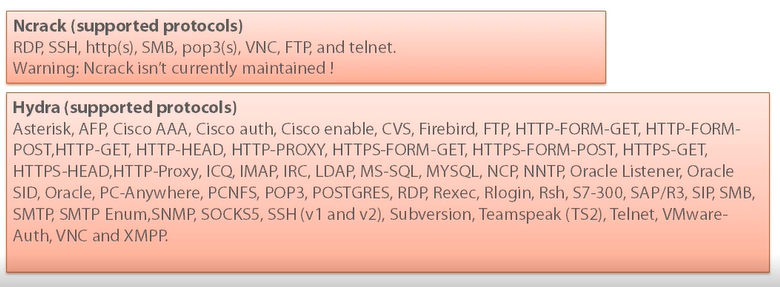 Ncrack (supported protocols)
RDP, SSH, http(s), SMB, pop3(s), VNC, FTP, and telnet.
Warning: Ncrack isn't currently maintained !
Hydra (supported protocols)
Asterisk, AFP, Cisco AAA, Cisco auth, Cisco enable, CVS, Firebird, FTP, HTTP-FORM-GET, HTTP-FORM-
POST,HTTP-GET, HTTP-HEAD, HTTP-PROXY, HTTPS-FORM-GET, HTTPS-FORM-POST, HTTPS-GET,
HTTPS-HEAD,HTTP-Proxy, ICQ, IMAP, IRC, LDAP, MS-SQL, MYSQL, NCP, NNTP, Oracle Listener, Oracle
SID, Oracle, PC-Anywhere, PCNFS, POP3, POSTGRES, RDP, Rexec, Rlogin, Rsh, S7-300, SAP/R3, SIP, SMB,
SMTP, SMTP Enum,SNMP, SOCKS5, SSH (v1 and v2), Subversion, Teamspeak (TS2), Telnet, VMware-
Auth, VNC and XMPP.